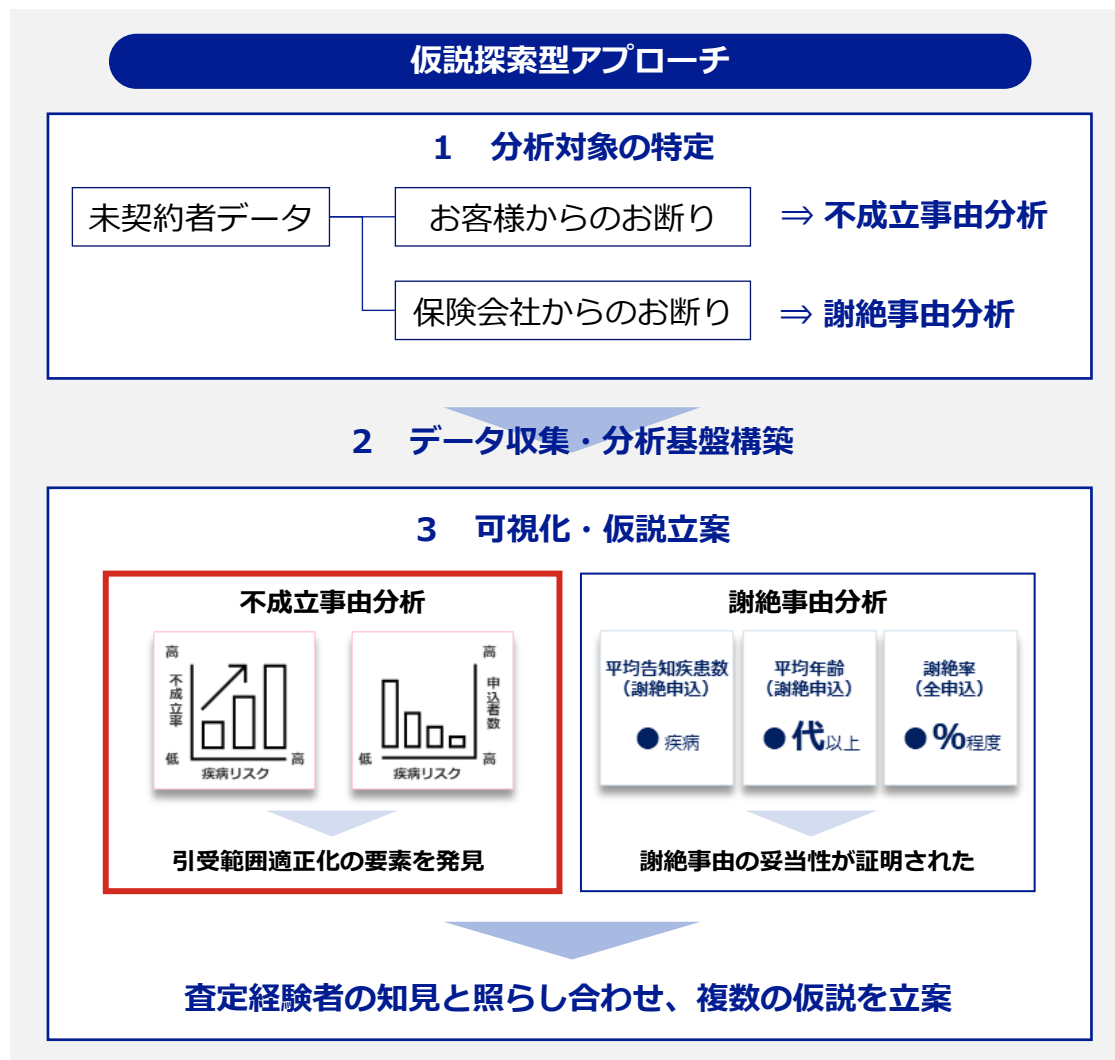 仮説探索型アプローチ
1 分析対象の特定
未契約者データ
お客様からのお断り
⇒ 不成立事由分析
保険会社からのお断り
⇒ 謝絶事由分析
2 データ収集・分析基盤構築
3 可視化・仮説立案
不成立事由分析
高
不成立率
低
疾病リスク
高
高
申込者数
低
疾病リスク
高
引受範囲適正化の要素を発見
謝絶事由分析
平均告知疾患数
(謝絶申込)
●疾病
平均年齢
(謝絶申込)
●代以上
謝絶率
(全申込)
●%程度
謝絶事由の妥当性が証明された
査定経験者の知見と照らし合わせ、複数の仮説を立案